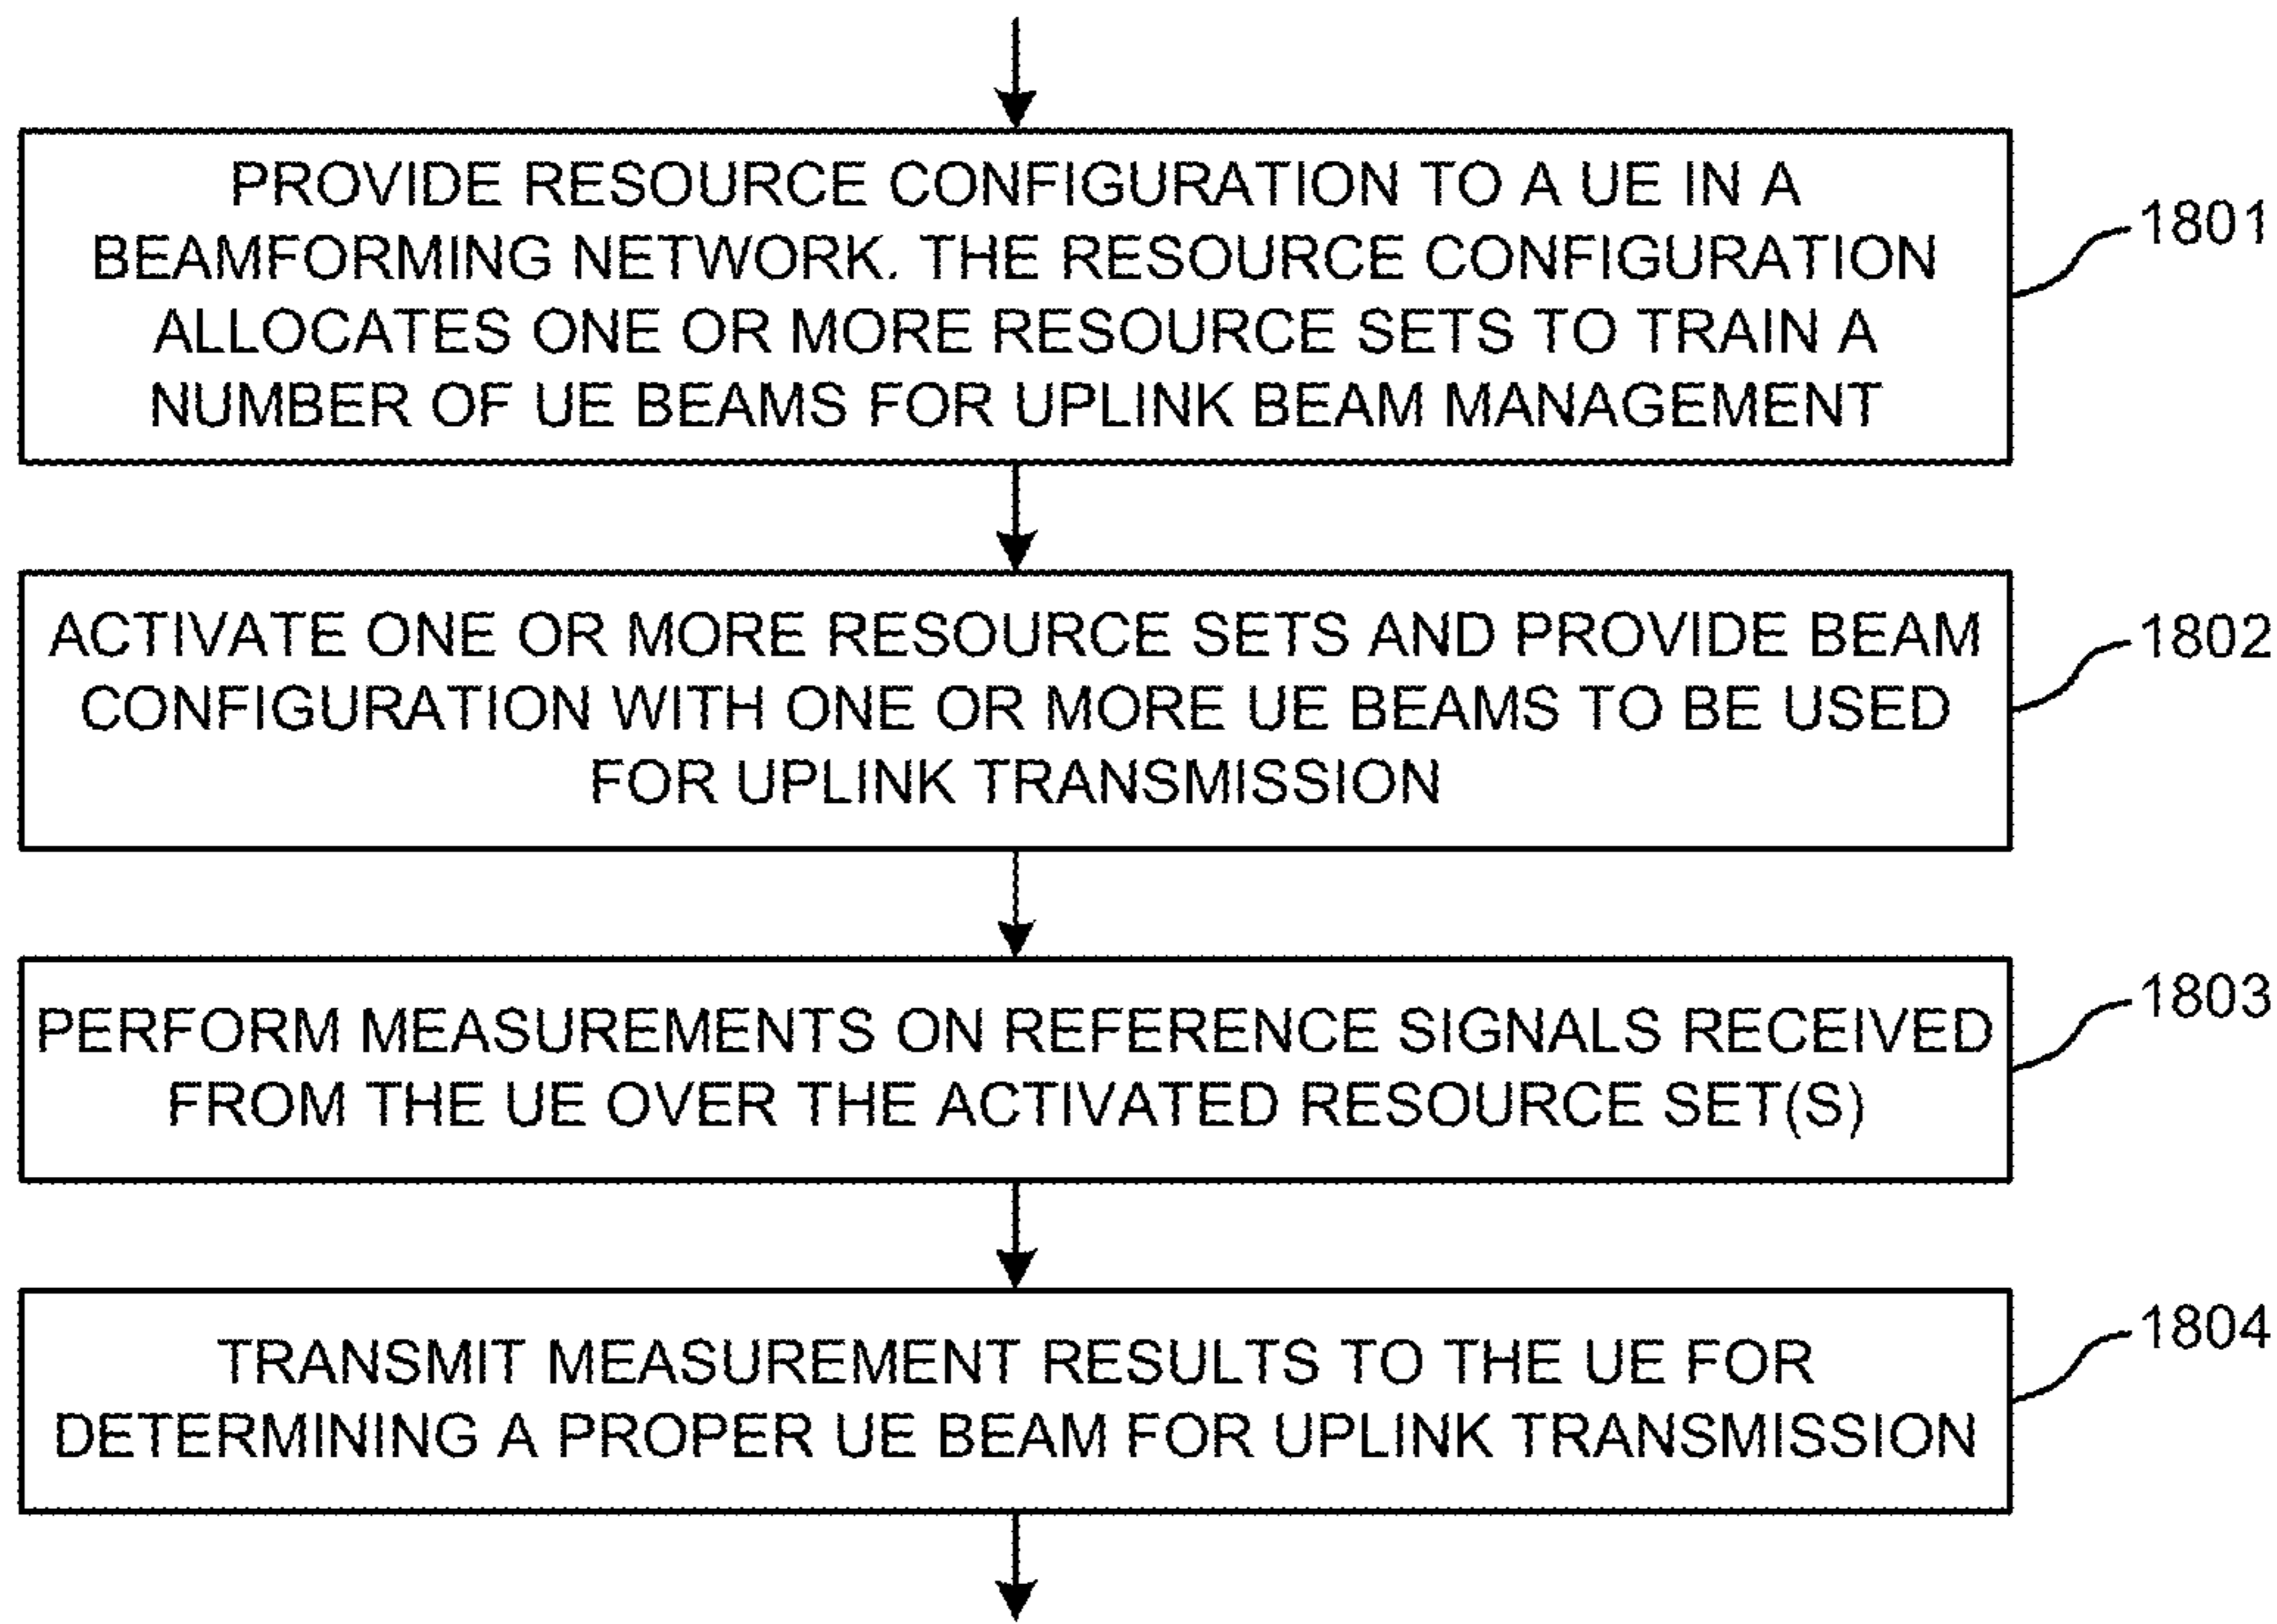 PROVIDE RESOURCE CONFIGURATION TO A UE IN A
BEAMFORMING NETWORK. THE RESOURCE CONFIGURATION
ALLOCATES ONE OR MORE RESOURCE SETS TO TRAIN A
NUMBER OF UE BEAMS FOR UPLINK BEAM MANAGEMENT
1801
ACTIVATE ONE OR MORE RESOURCE SETS AND PROVIDE BEAM
CONFIGURATION WITH ONE OR MORE UE BEAMS TO BE USED
FOR UPLINK TRANSMISSION
1802
PERFORM MEASUREMENTS ON REFERENCE SIGNALS RECEIVED
FROM THE UE OVER THE ACTIVATED RESOURCE SET(S)
1803
TRANSMIT MEASUREMENT RESULTS TO THE UE FOR
DETERMINING A PROPER UE BEAM FOR UPLINK TRANSMISSION
1804